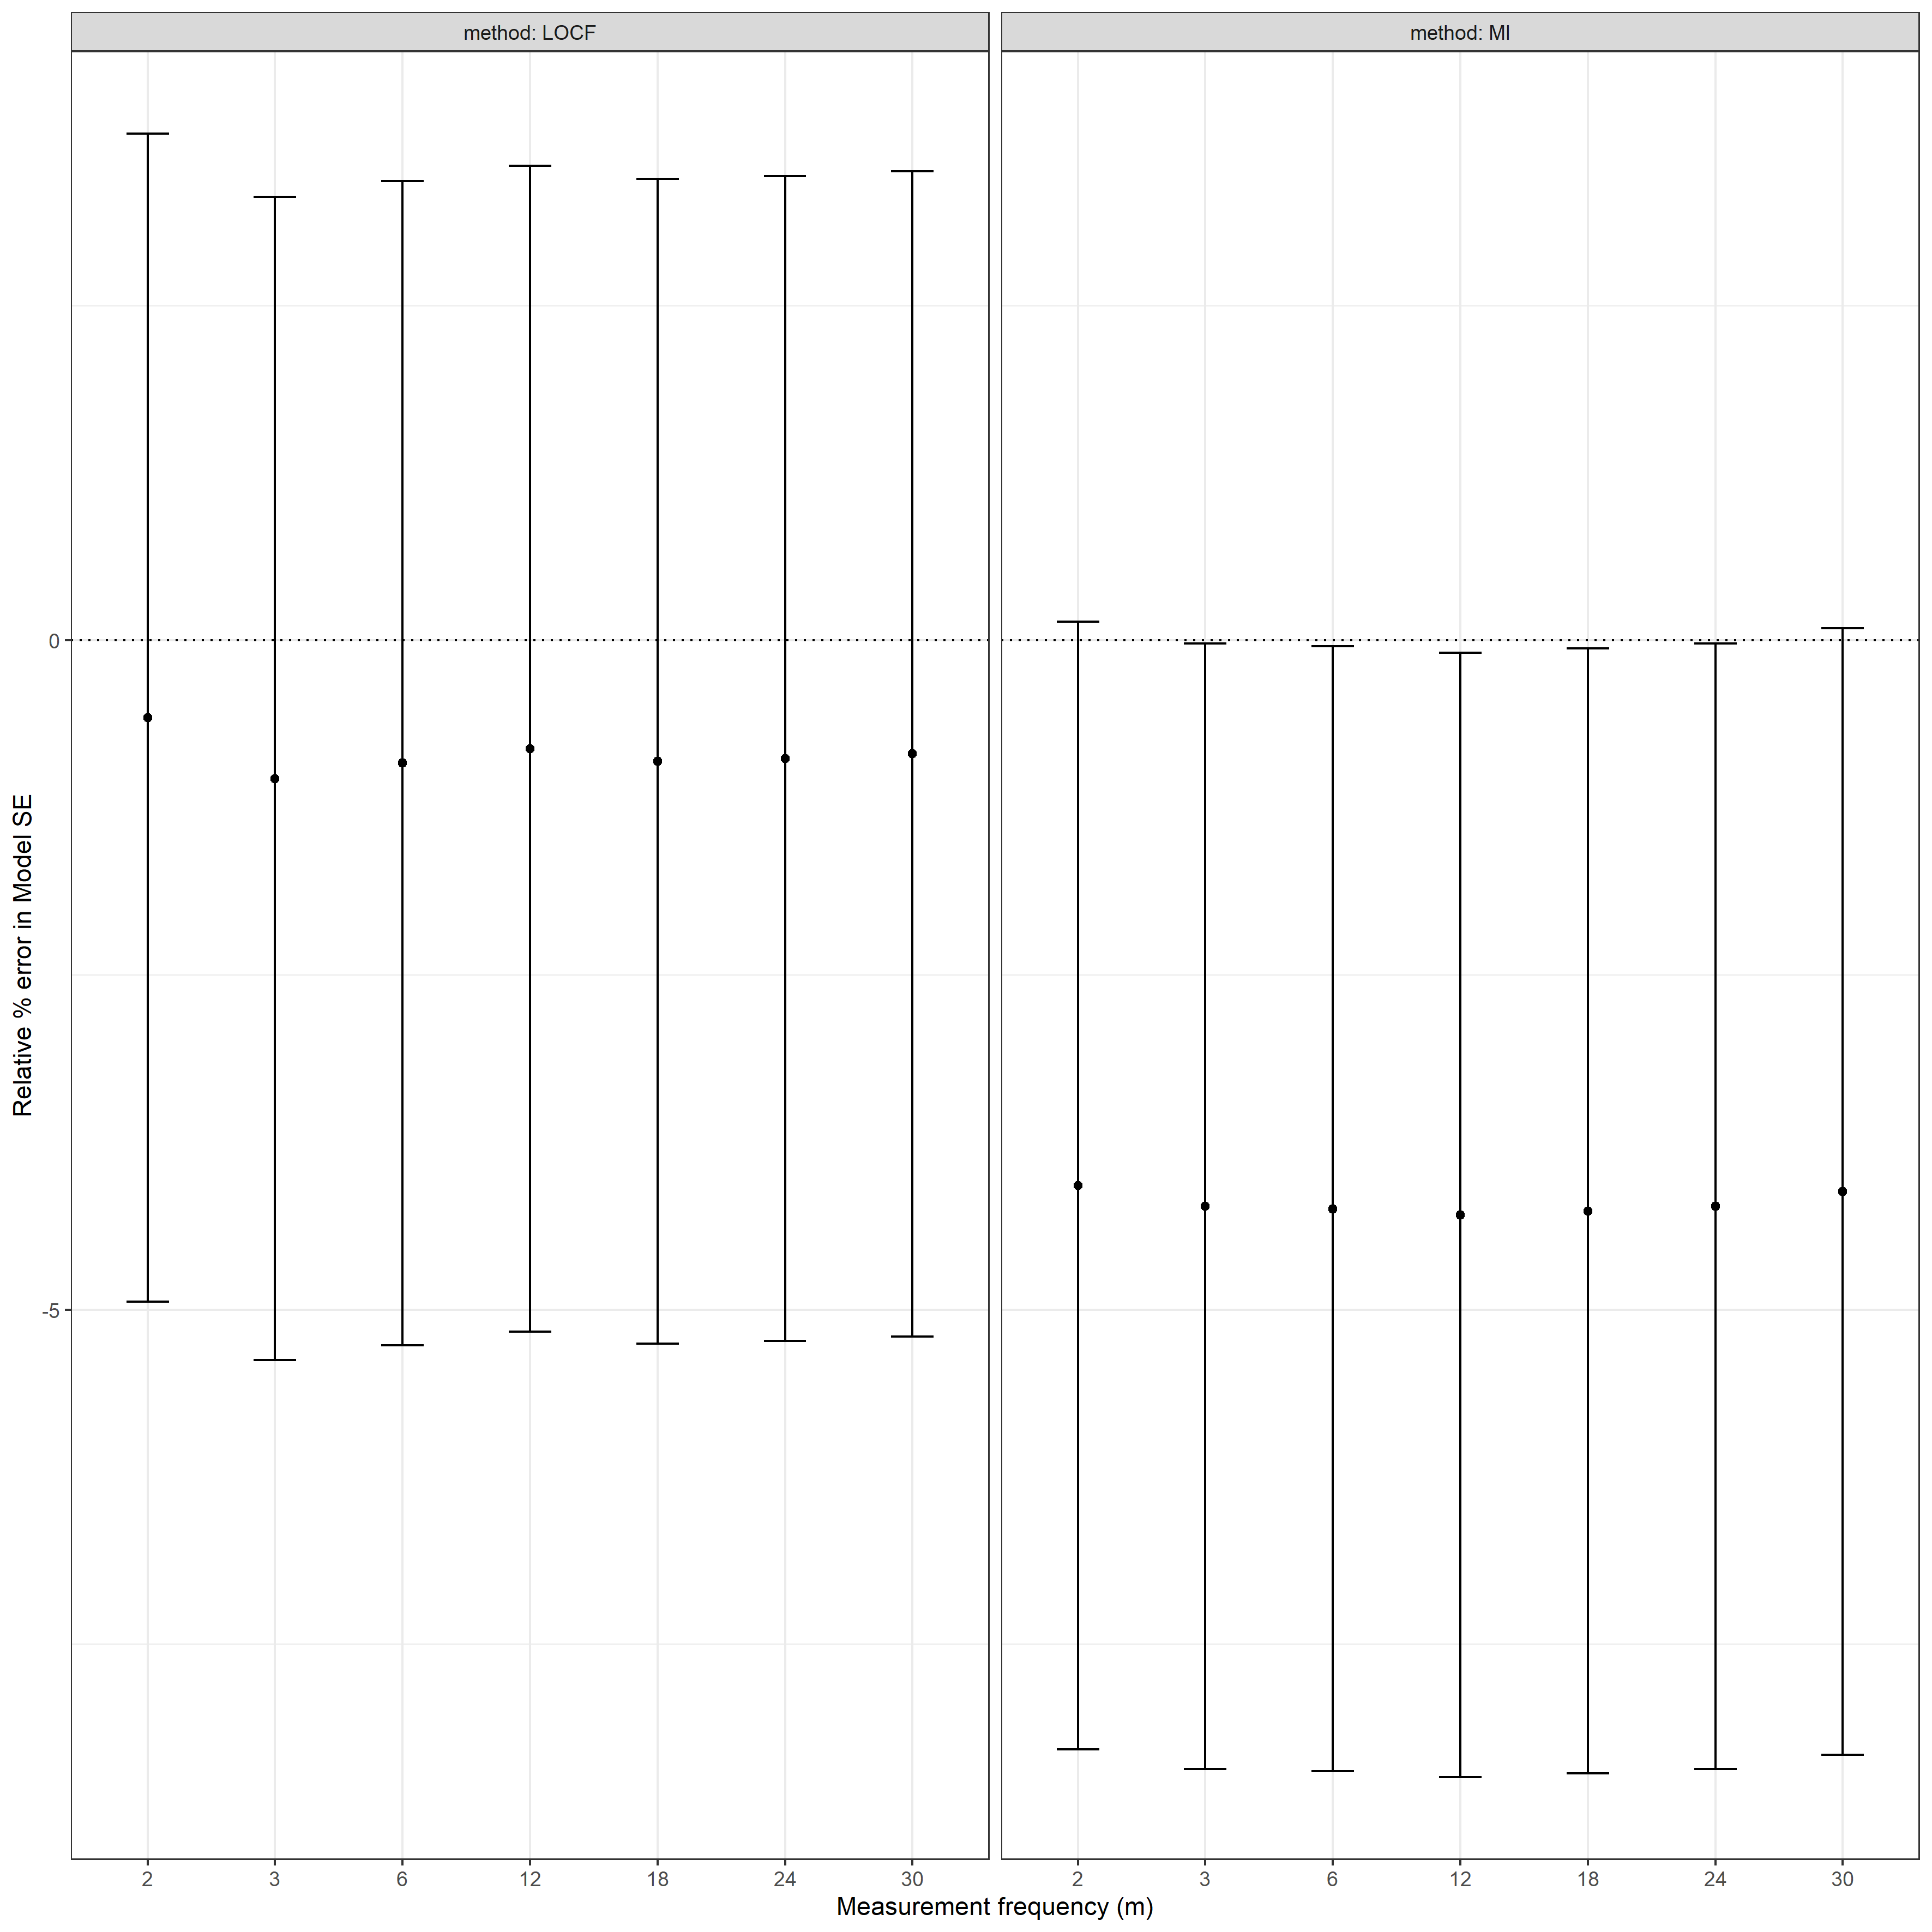 method: LOCF
method: MI
Relative % error in Model SE
0
-5
2 3 6 12 18 24 30
2 3 6 12 18 24 30
Measurement frequency (m)